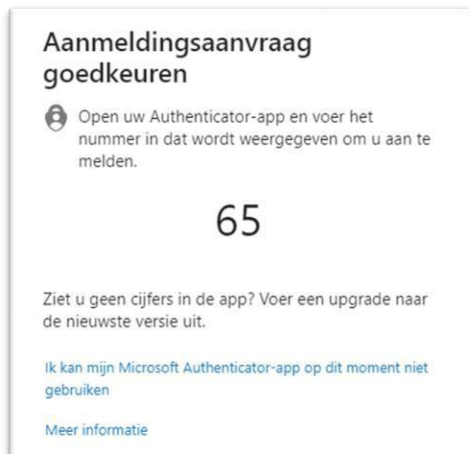 Aanmeldingsaanvraag
goedkeuren
Open uw Authenticator-app en voer het
nummer in dat wordt weergegeven om u aan te
melden.
65
Ziet u geen cijfers in de app? Voer een upgrade naar
de nieuwste versie uit.
Ik kan mijn Microsoft Authenticator-app op dit moment niet
gebruiken
Meer informatie